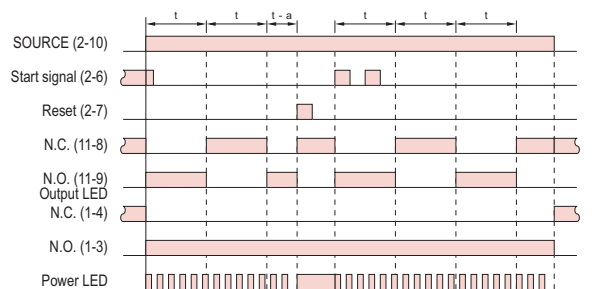 t t t - a t t t
SOURCE (2-10)
Start signal (2-6)
Reset (2-7)
N.C. (11-8)
N.O. (11-9)
Output LED
N.C. (1-4)
N.O. (1-3)
Power LED